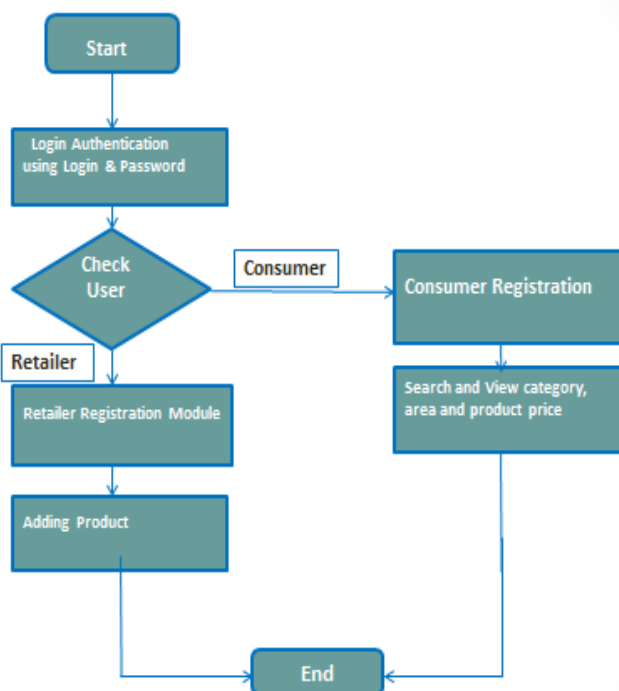 Start
Login Authentication
using Login & Password
Check
User
Consumer
Consumer Registration
Retailer
Search and View category,
area and product price
Retailer Registration Module
Adding Product
End